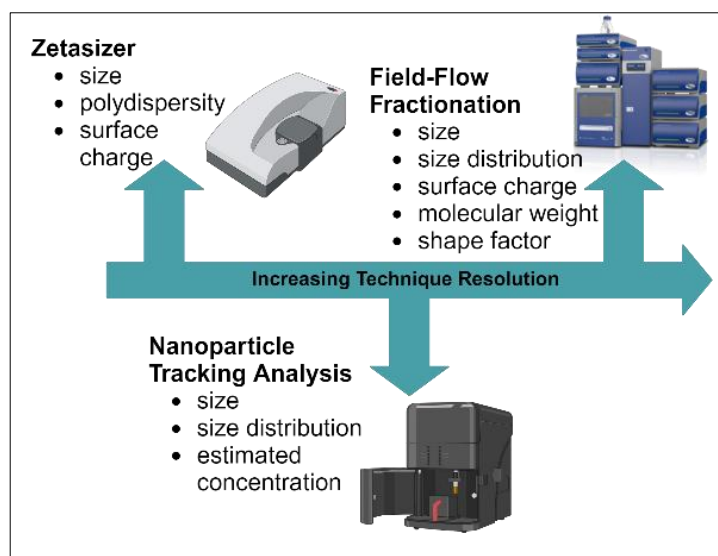 Zetasizer
• size
• polydispersity
• surface
charge
Field-Flow
Fractionation
• size
• size distribution
• surface charge
• molecular weight
• shape factor
Increasing Technique Resolution
Nanoparticle
Tracking Analysis
• size
• size distribution
• estimated
concentration